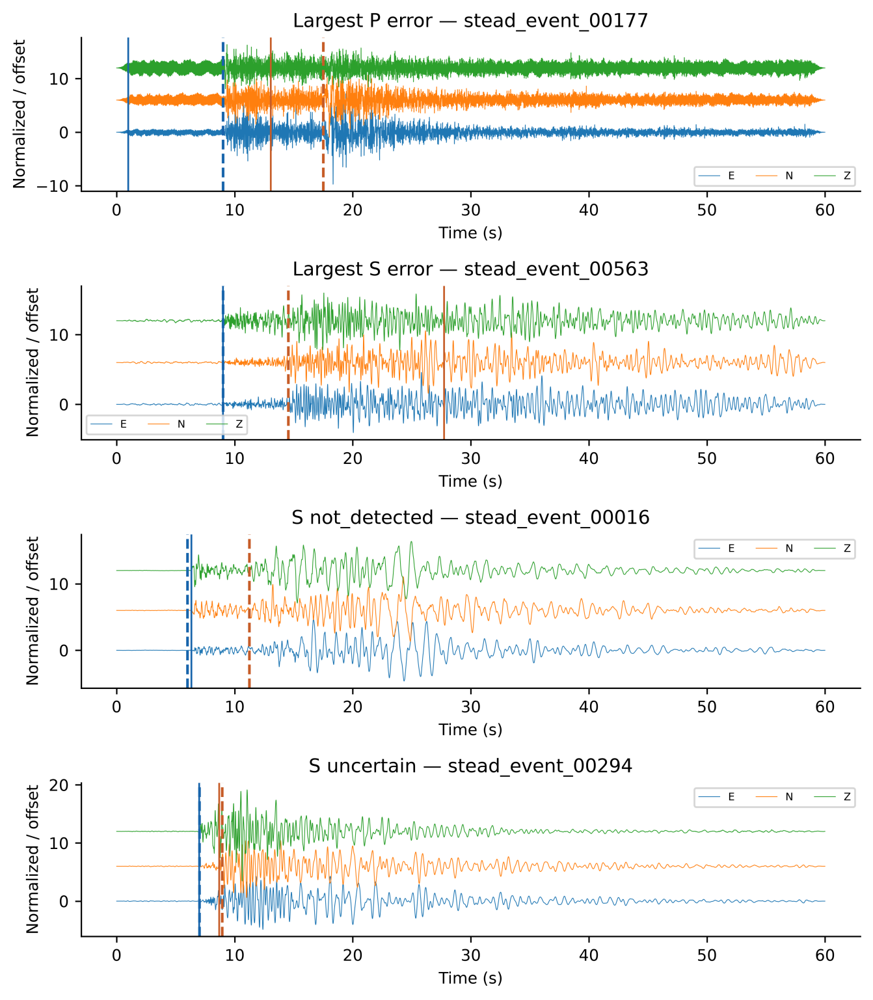 Largest P error — stead_event_00177
Normalized / offset
10
0
−10
E N Z
0 10 20 30 40 50 60
Time (s)
Largest S error — stead_event_00563
Normalized / offset
10
0
E N Z
0 10 20 30 40 50 60
Time (s)
S not_detected — stead_event_00016
Normalized / offset
E N Z
10
0
0 10 20 30 40 50 60
Time (s)
S uncertain — stead_event_00294
Normalized / offset
20
E N Z
10
0
0 10 20 30 40 50 60
Time (s)